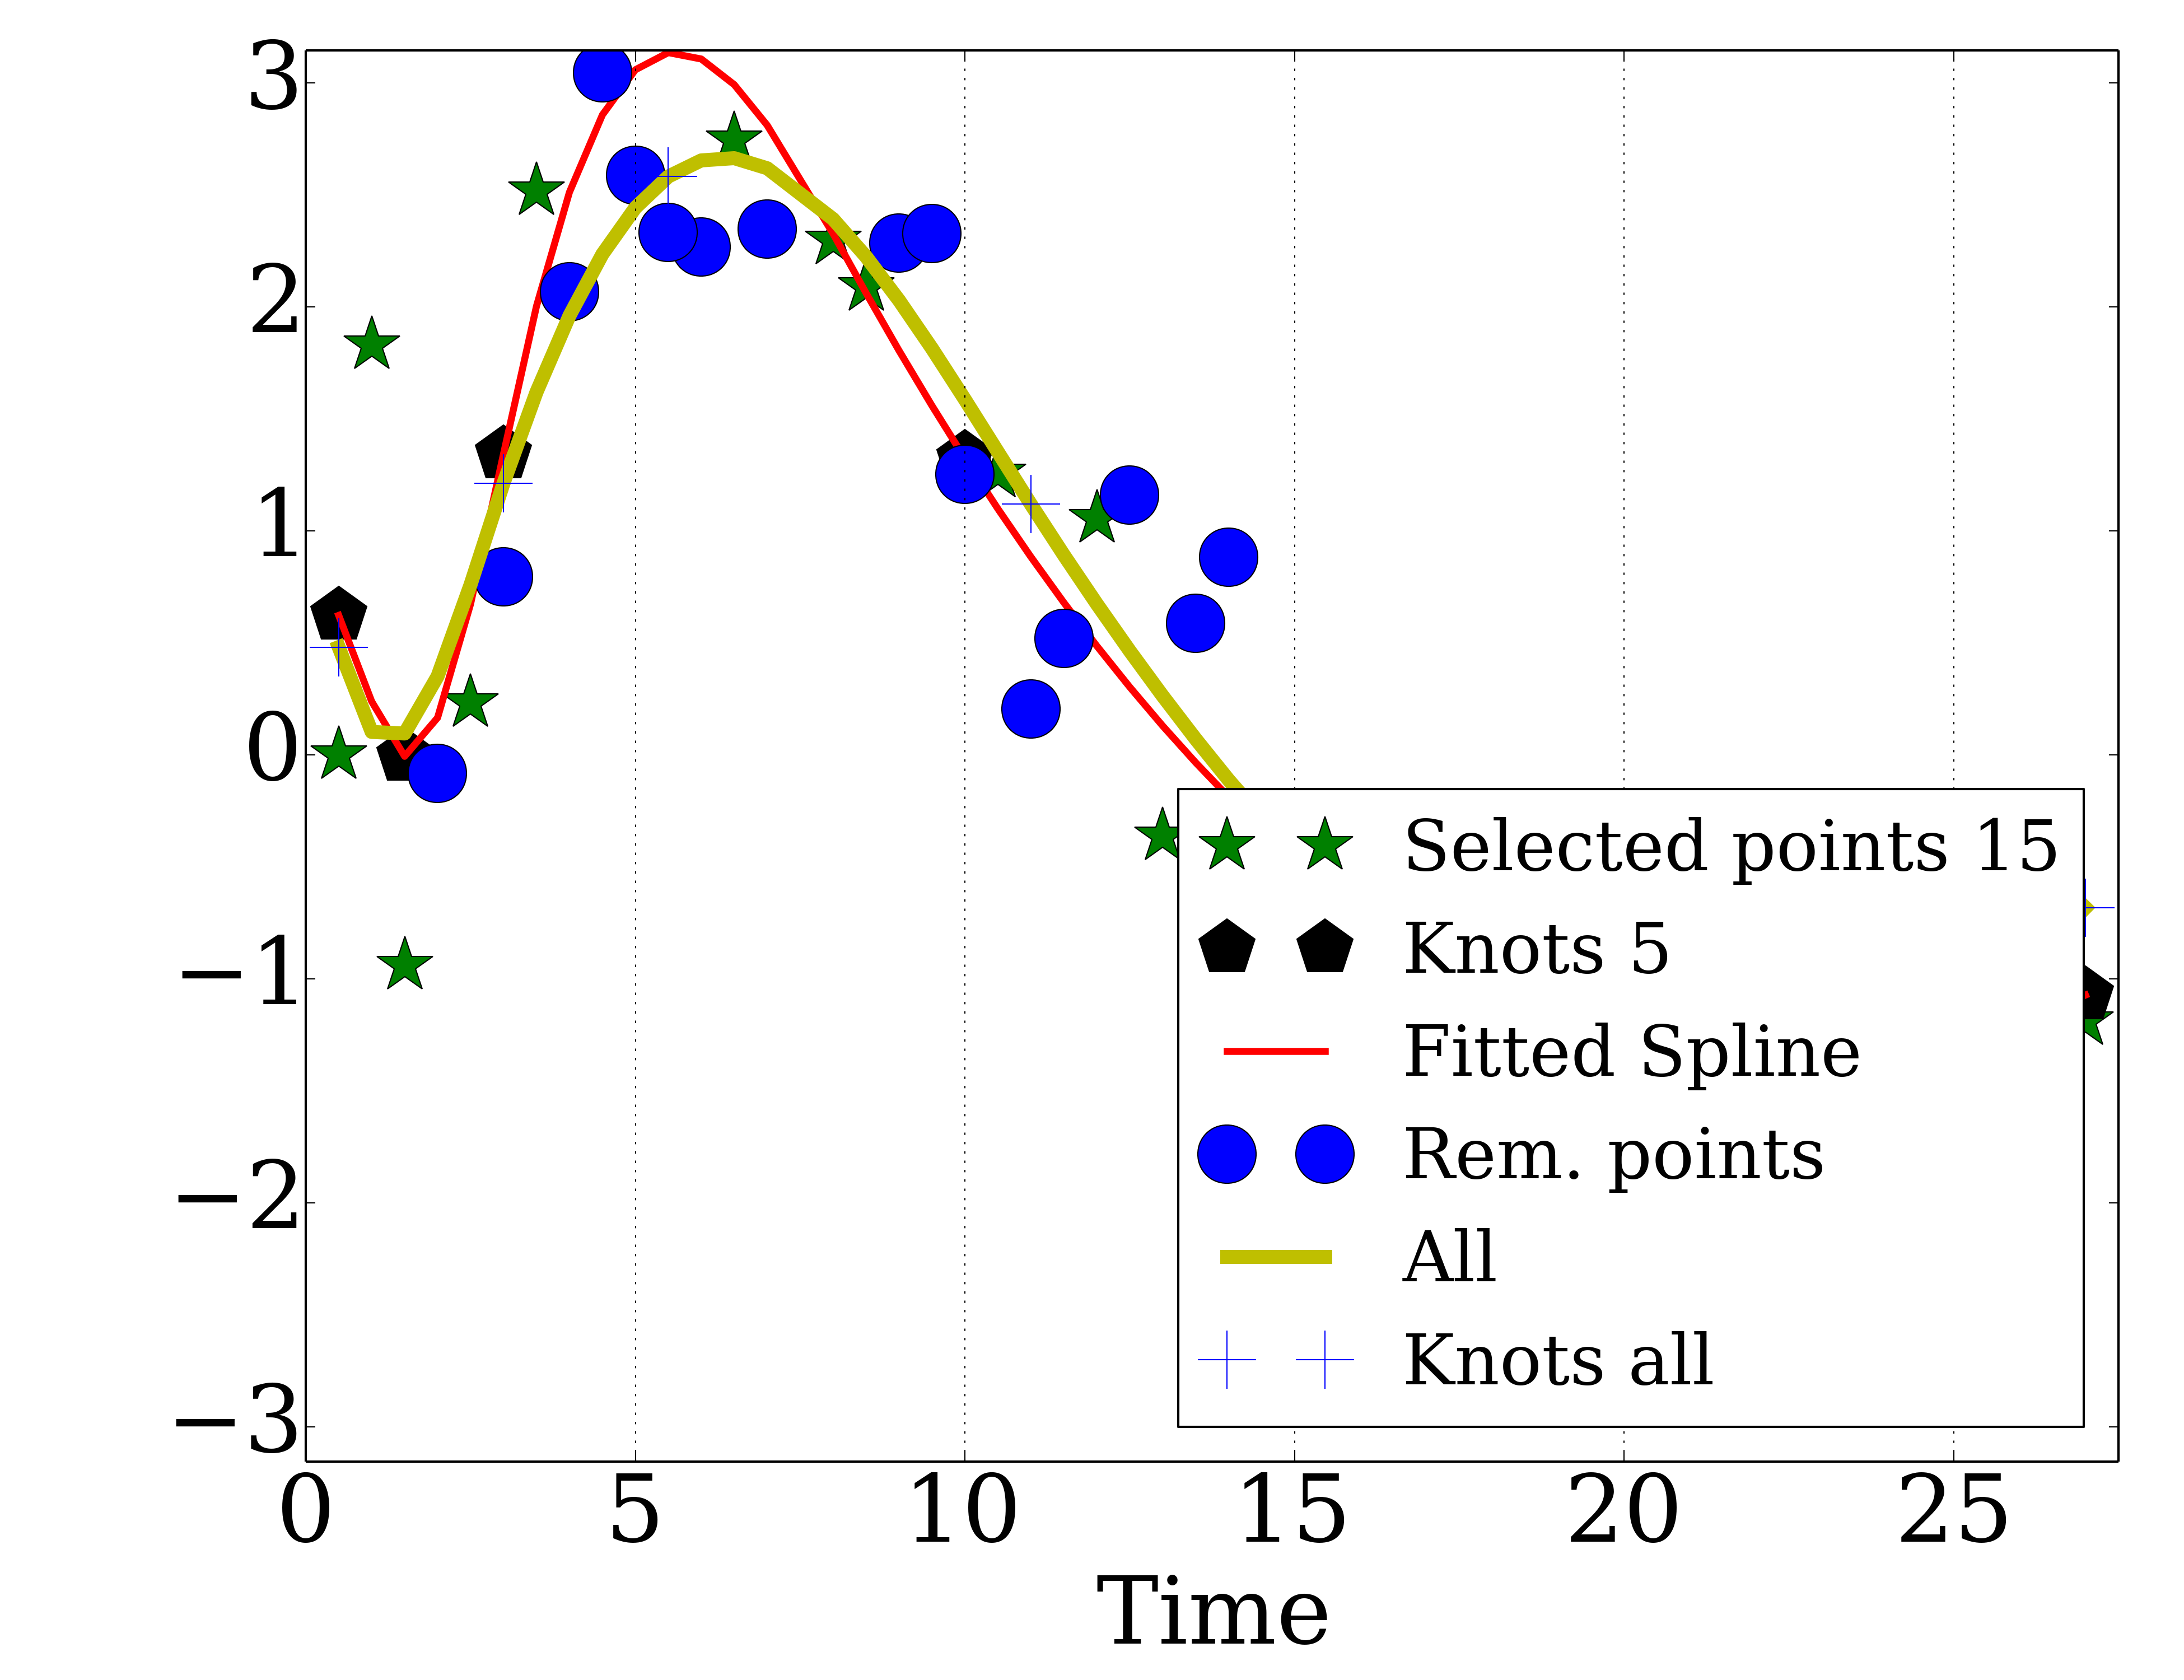 3
2
1
0
−1
−2
−3
Selected points 15
Knots 5
Fitted Spline
Rem. points
All
Knots all
0 5 10 15 20 25
Time